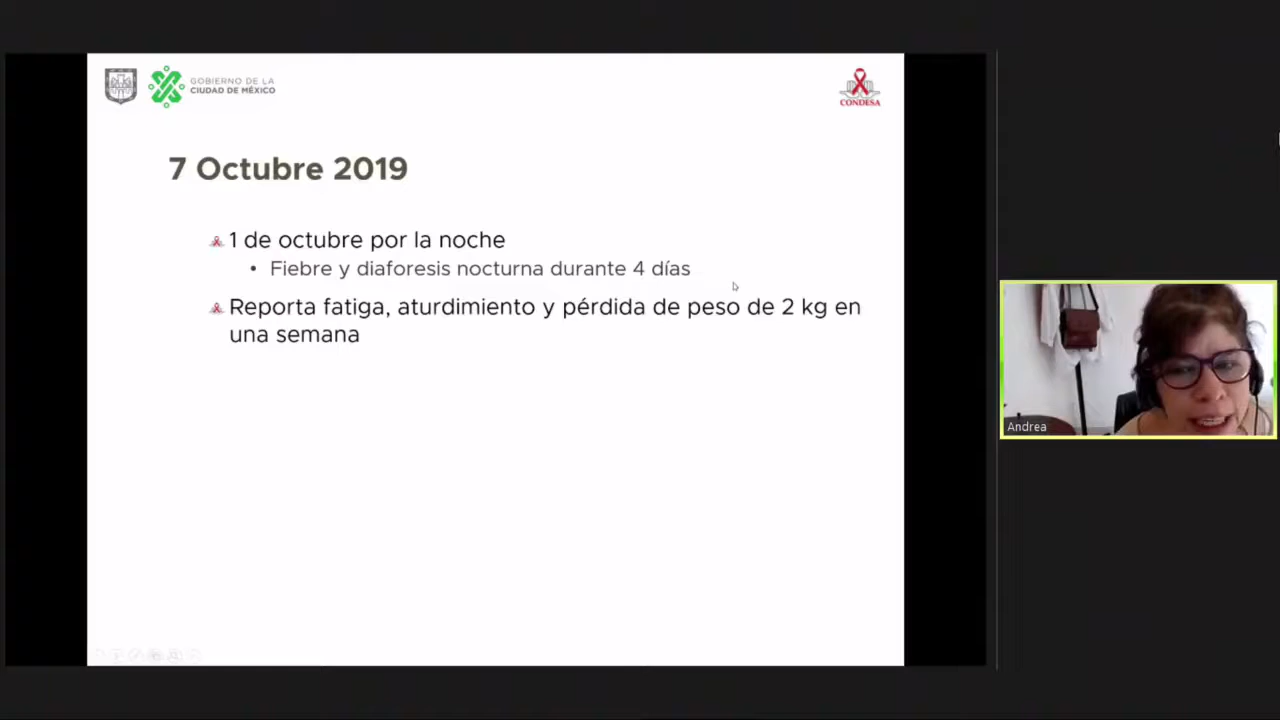 GOBIERNO DE LA
CIUDAD DE MÉXICO
CONDESA
7 Octubre 2019
1 de octubre por la noche
• Fiebre y diaforesis nocturna durante 4 días
Reporta fatiga, aturdimiento y pérdida de peso de 2 kg en
una semana
Andrea